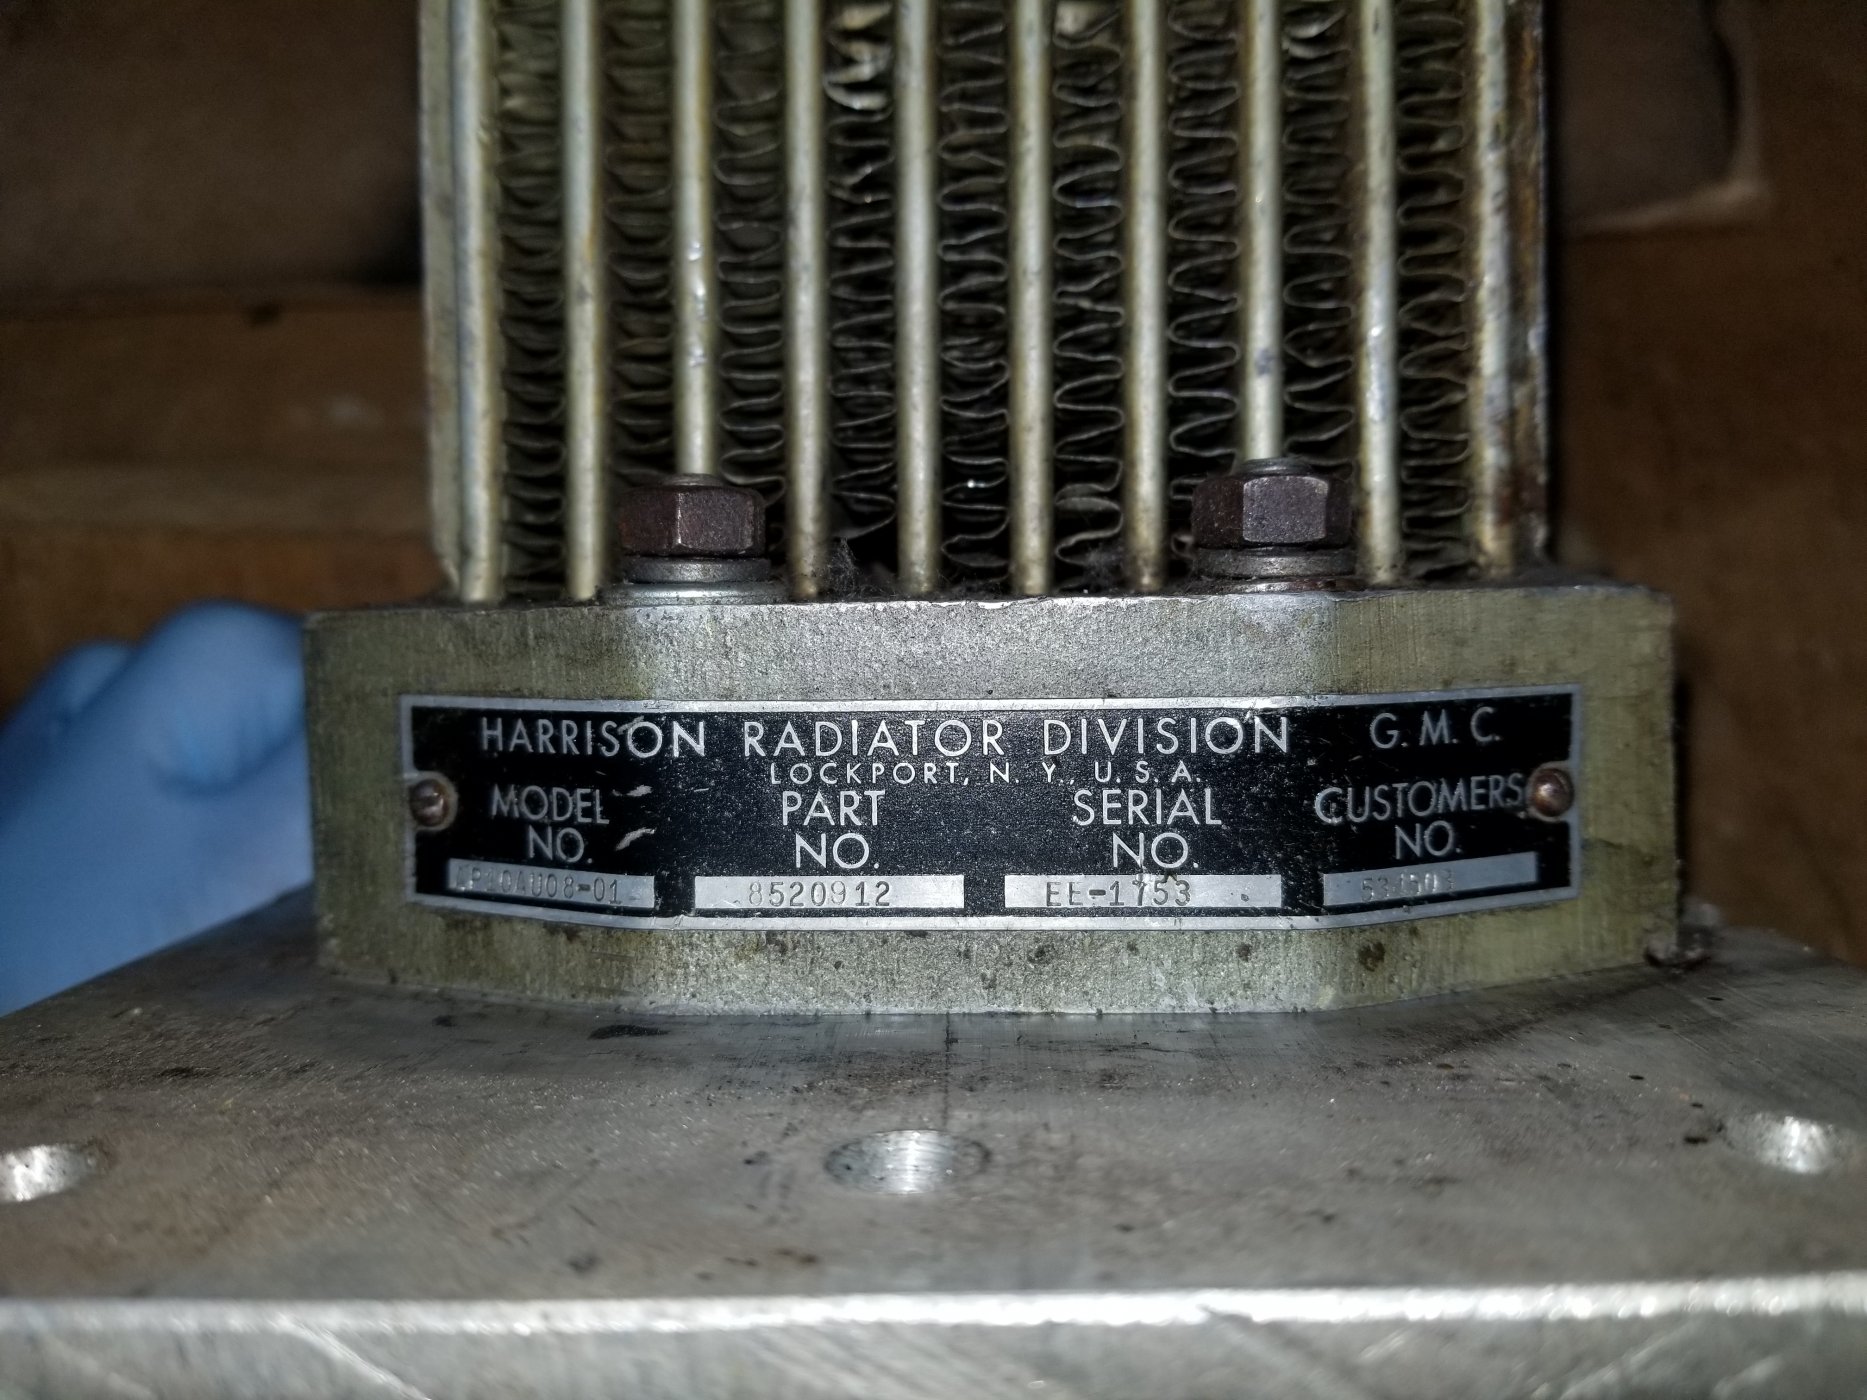 HARRISON RADIATOR DIVISION G. M. C.
LOCKPORT, N. Y., U. S. A.
MODEL NO. PART NO. SERIAL NO. CUSTOMERS NO.
8520912 EE-1753